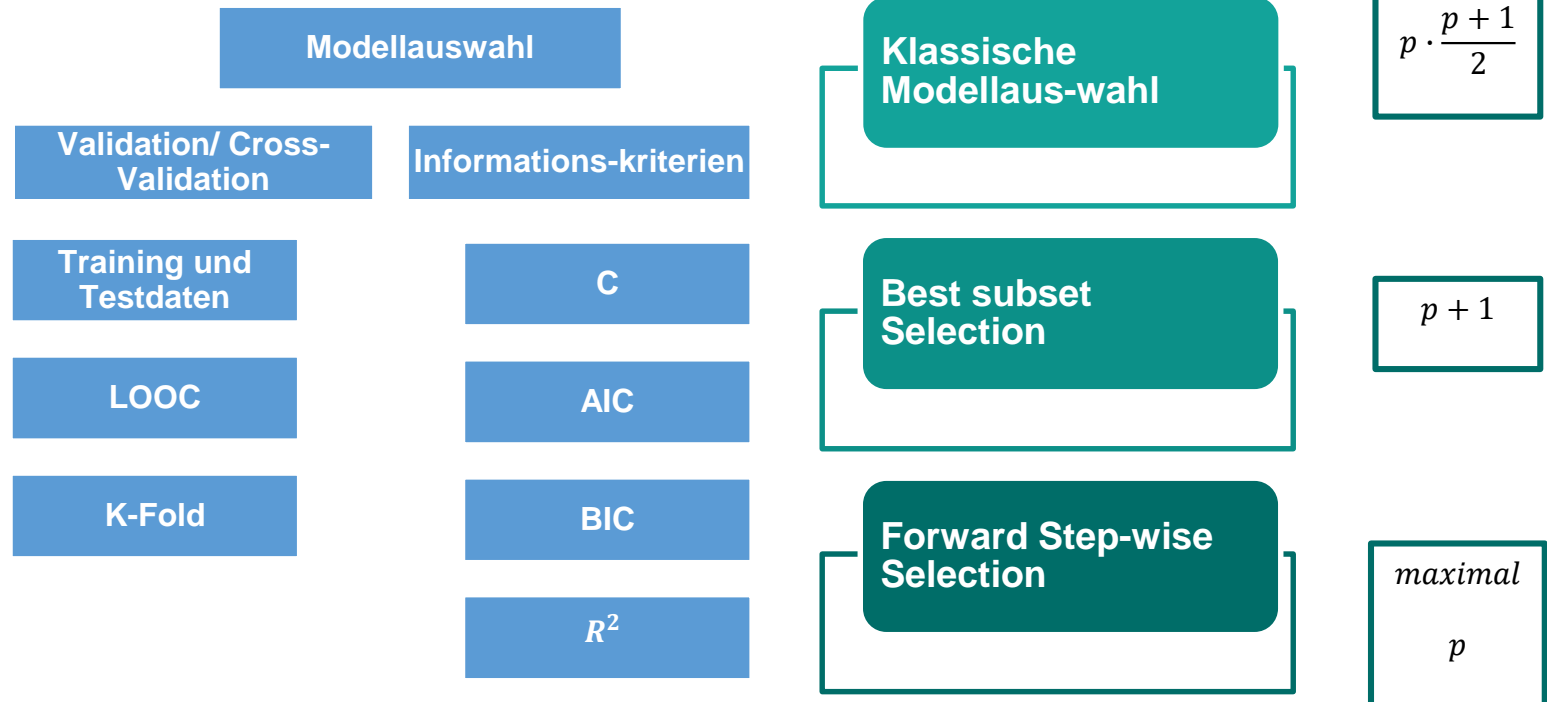 Modellauswahl
Validation/ Cross-
Validation
Informations-kriterien
Training und
Testdaten
C
LOOC
AIC
K-Fold
BIC
R²
Klassische
Modellaus-wahl
Best subset
Selection
Forward Step-wise
Selection
p · (p + 1)/2
p + 1
maximal
p